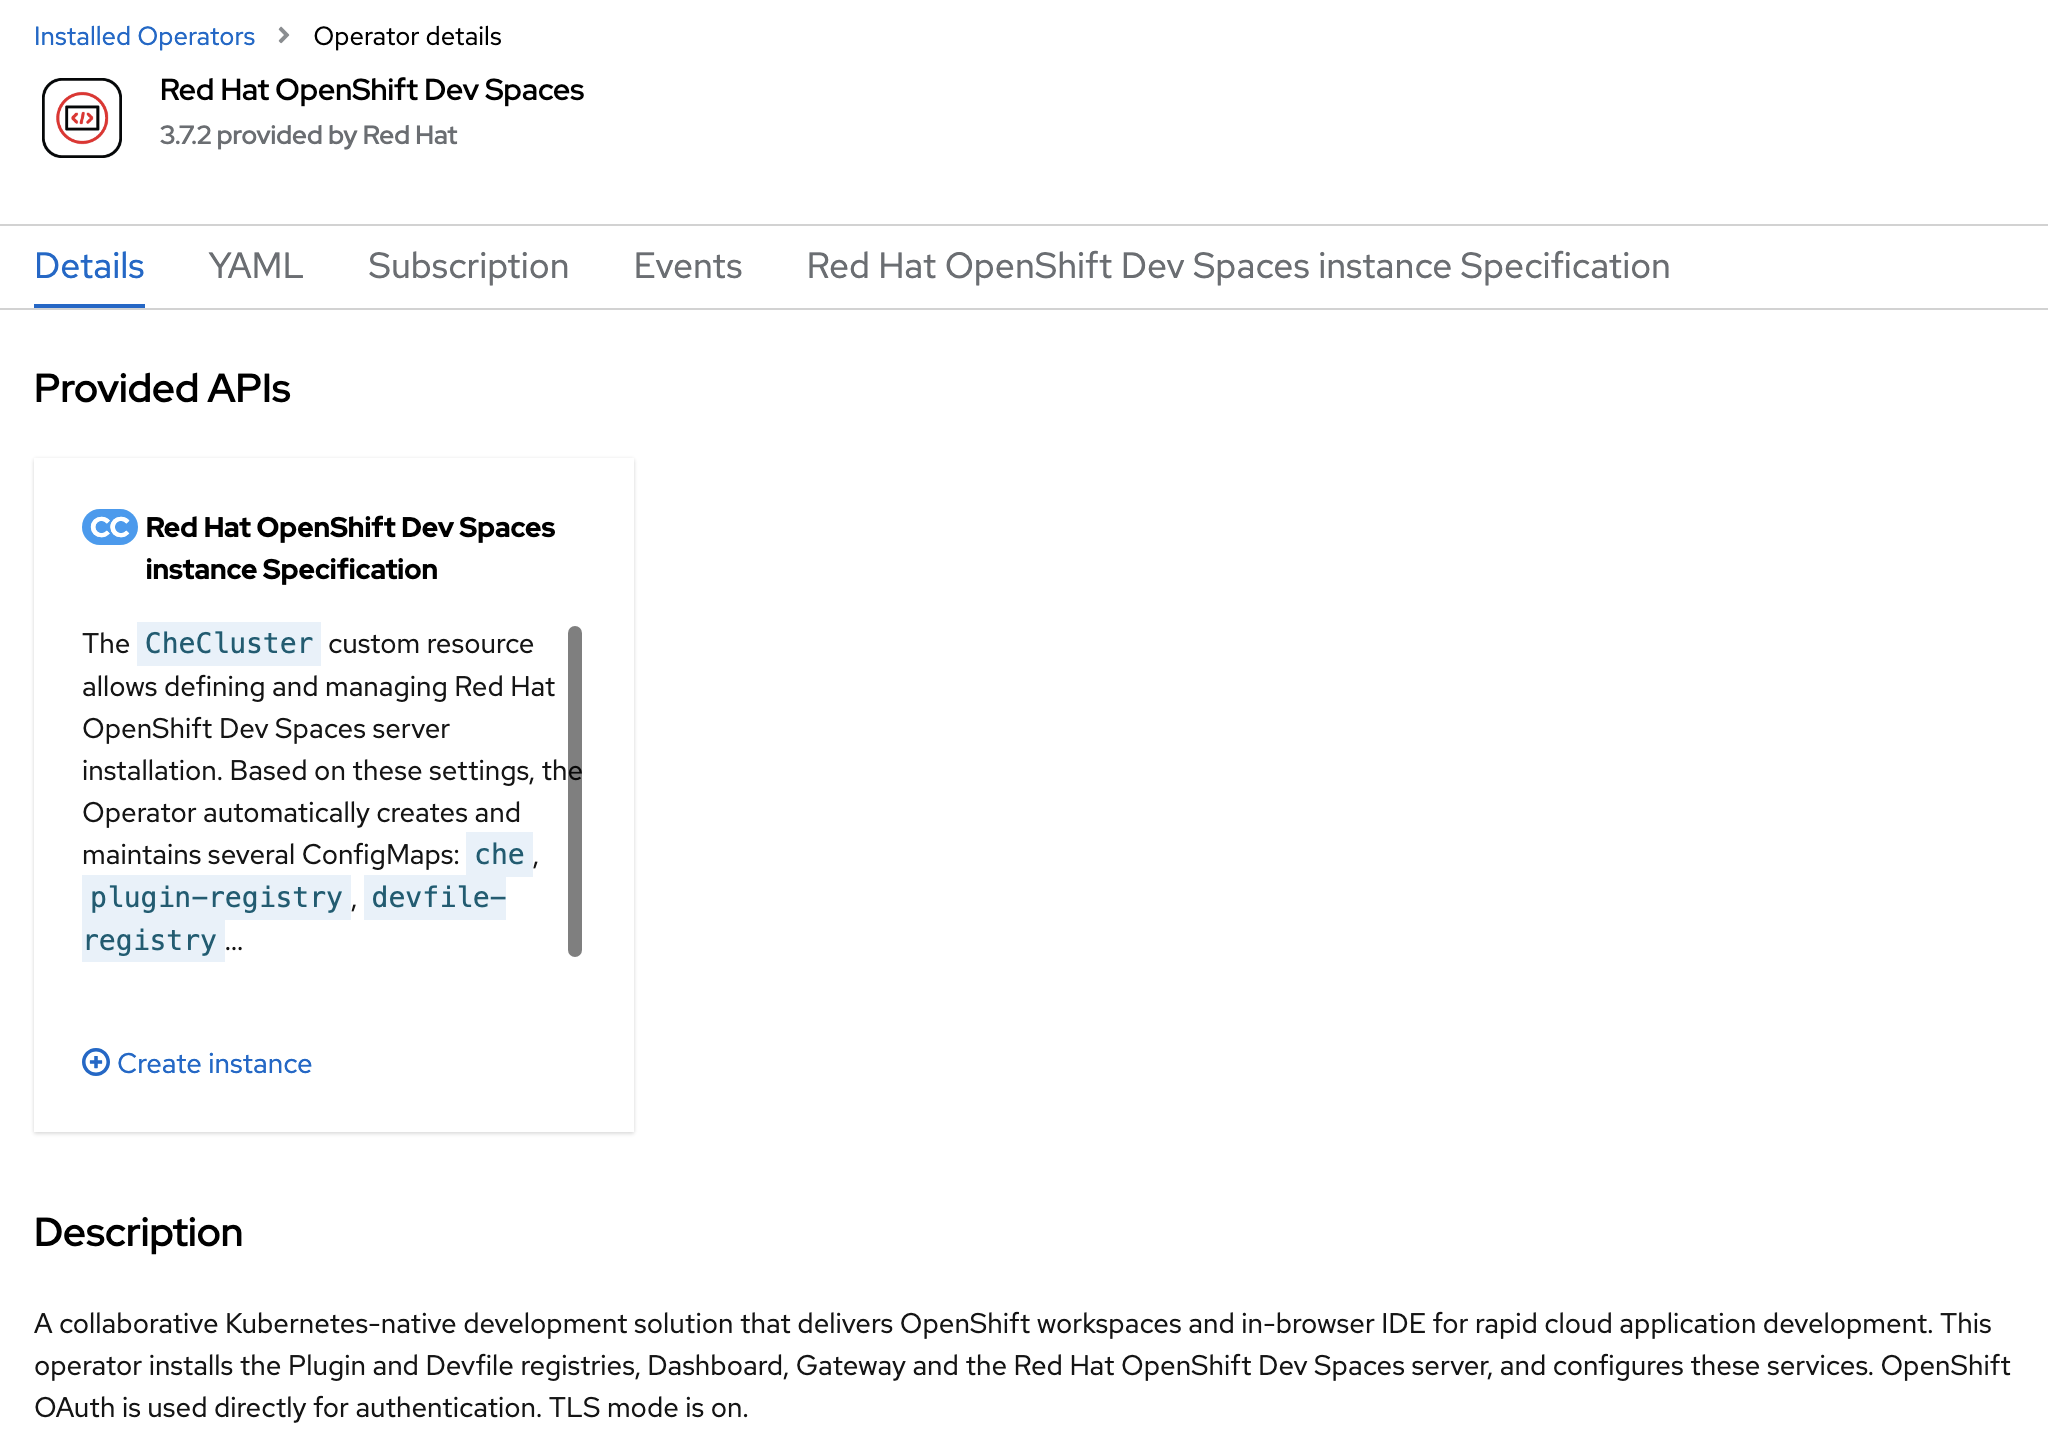 Installed Operators > Operator details
</>
Red Hat OpenShift Dev Spaces
3.7.2 provided by Red Hat
Details YAML Subscription Events Red Hat OpenShift Dev Spaces instance Specification
Provided APIs
CC Red Hat OpenShift Dev Spaces
instance Specification
The CheCluster custom resource
allows defining and managing Red Hat
OpenShift Dev Spaces server
installation. Based on these settings, the
Operator automatically creates and
maintains several ConfigMaps: che ,
plugin-registry , devfile-
registry ...
Create instance
Description
A collaborative Kubernetes-native development solution that delivers OpenShift workspaces and in-browser IDE for rapid cloud application development. This
operator installs the Plugin and Devfile registries, Dashboard, Gateway and the Red Hat OpenShift Dev Spaces server, and configures these services. OpenShift
OAuth is used directly for authentication. TLS mode is on.